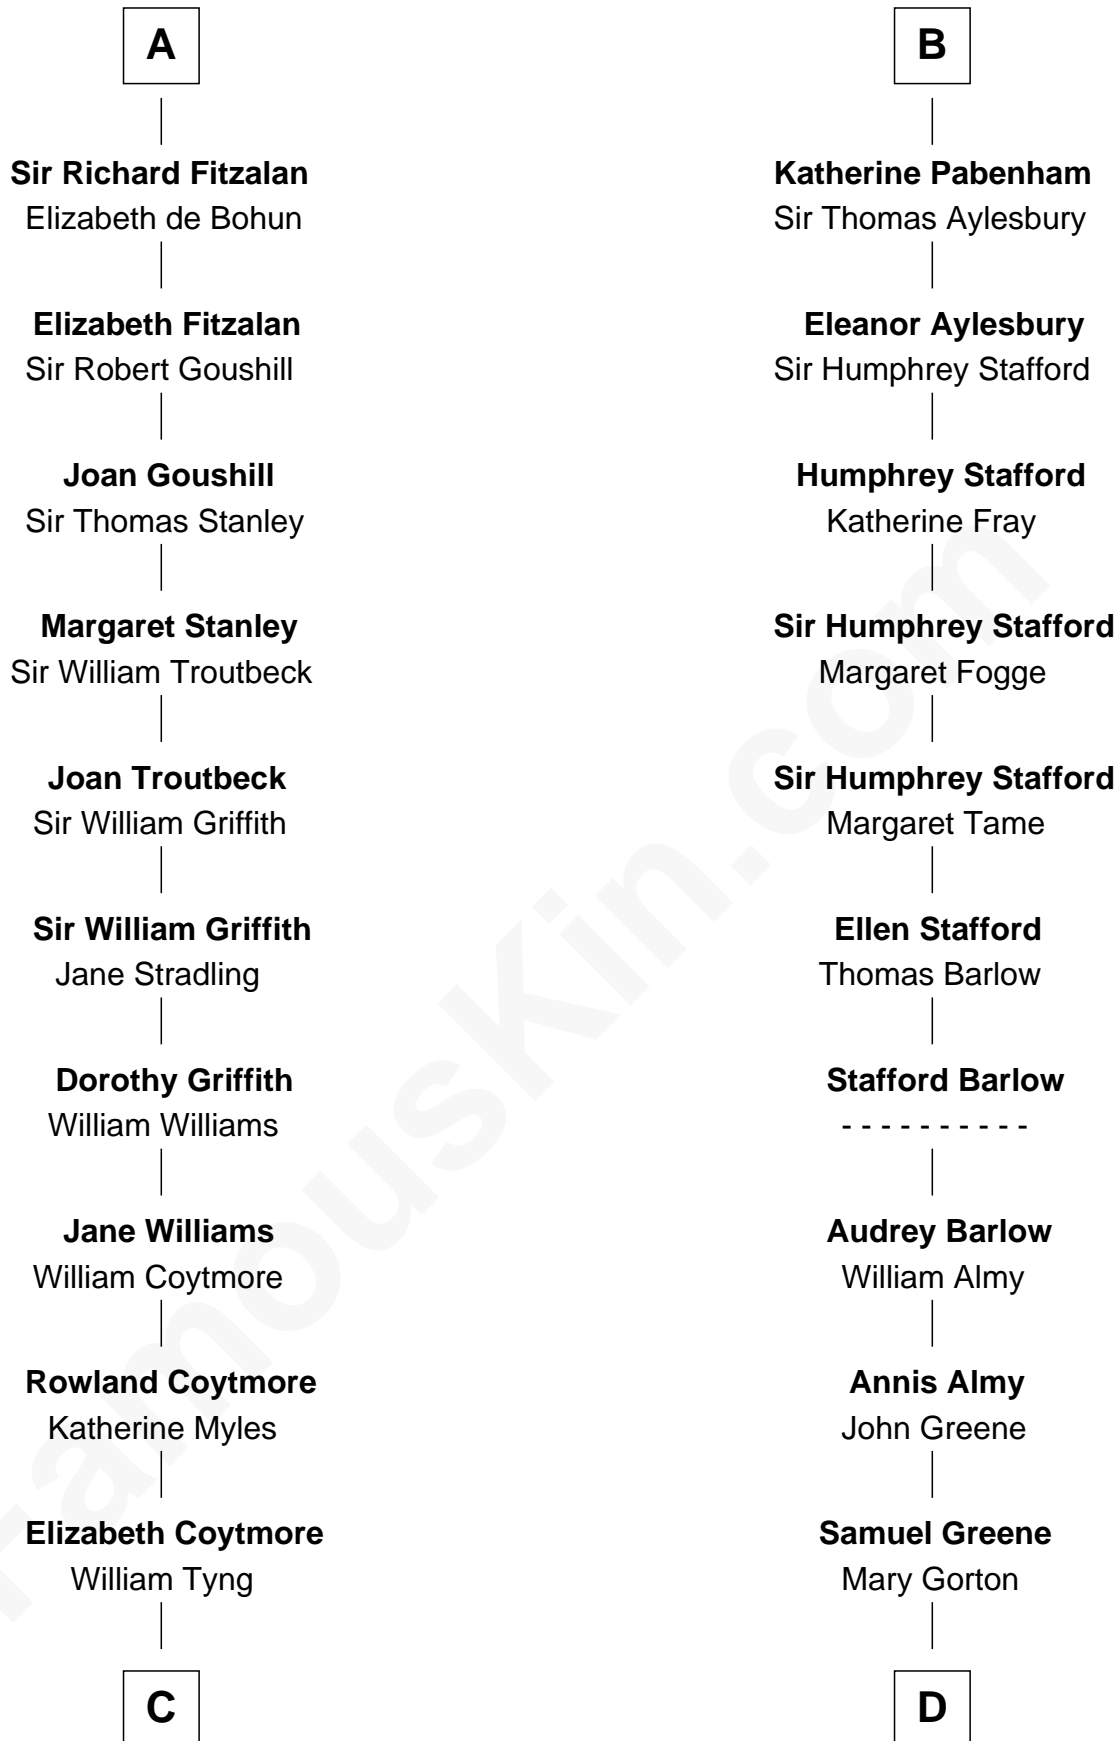 A
Sir Richard Fitzalan
Elizabeth de Bohun
Elizabeth Fitzalan
Sir Robert Goushill
Joan Goushill
Sir Thomas Stanley
Margaret Stanley
Sir William Troutbeck
Joan Troutbeck
Sir William Griffith
Sir William Griffith
Jane Stradling
Dorothy Griffith
William Williams
Jane Williams
William Coytmore
Rowland Coytmore
Katherine Myles
Elizabeth Coytmore
William Tyng
C
B
Katherine Pabenham
Sir Thomas Aylesbury
Eleanor Aylesbury
Sir Humphrey Stafford
Humphrey Stafford
Katherine Fray
Sir Humphrey Stafford
Margaret Fogge
Sir Humphrey Stafford
Margaret Tame
Ellen Stafford
Thomas Barlow
Stafford Barlow
- - - - - - - - - -
Audrey Barlow
William Almy
Annis Almy
John Greene
Samuel Greene
Mary Gorton
D
FamousKin.com